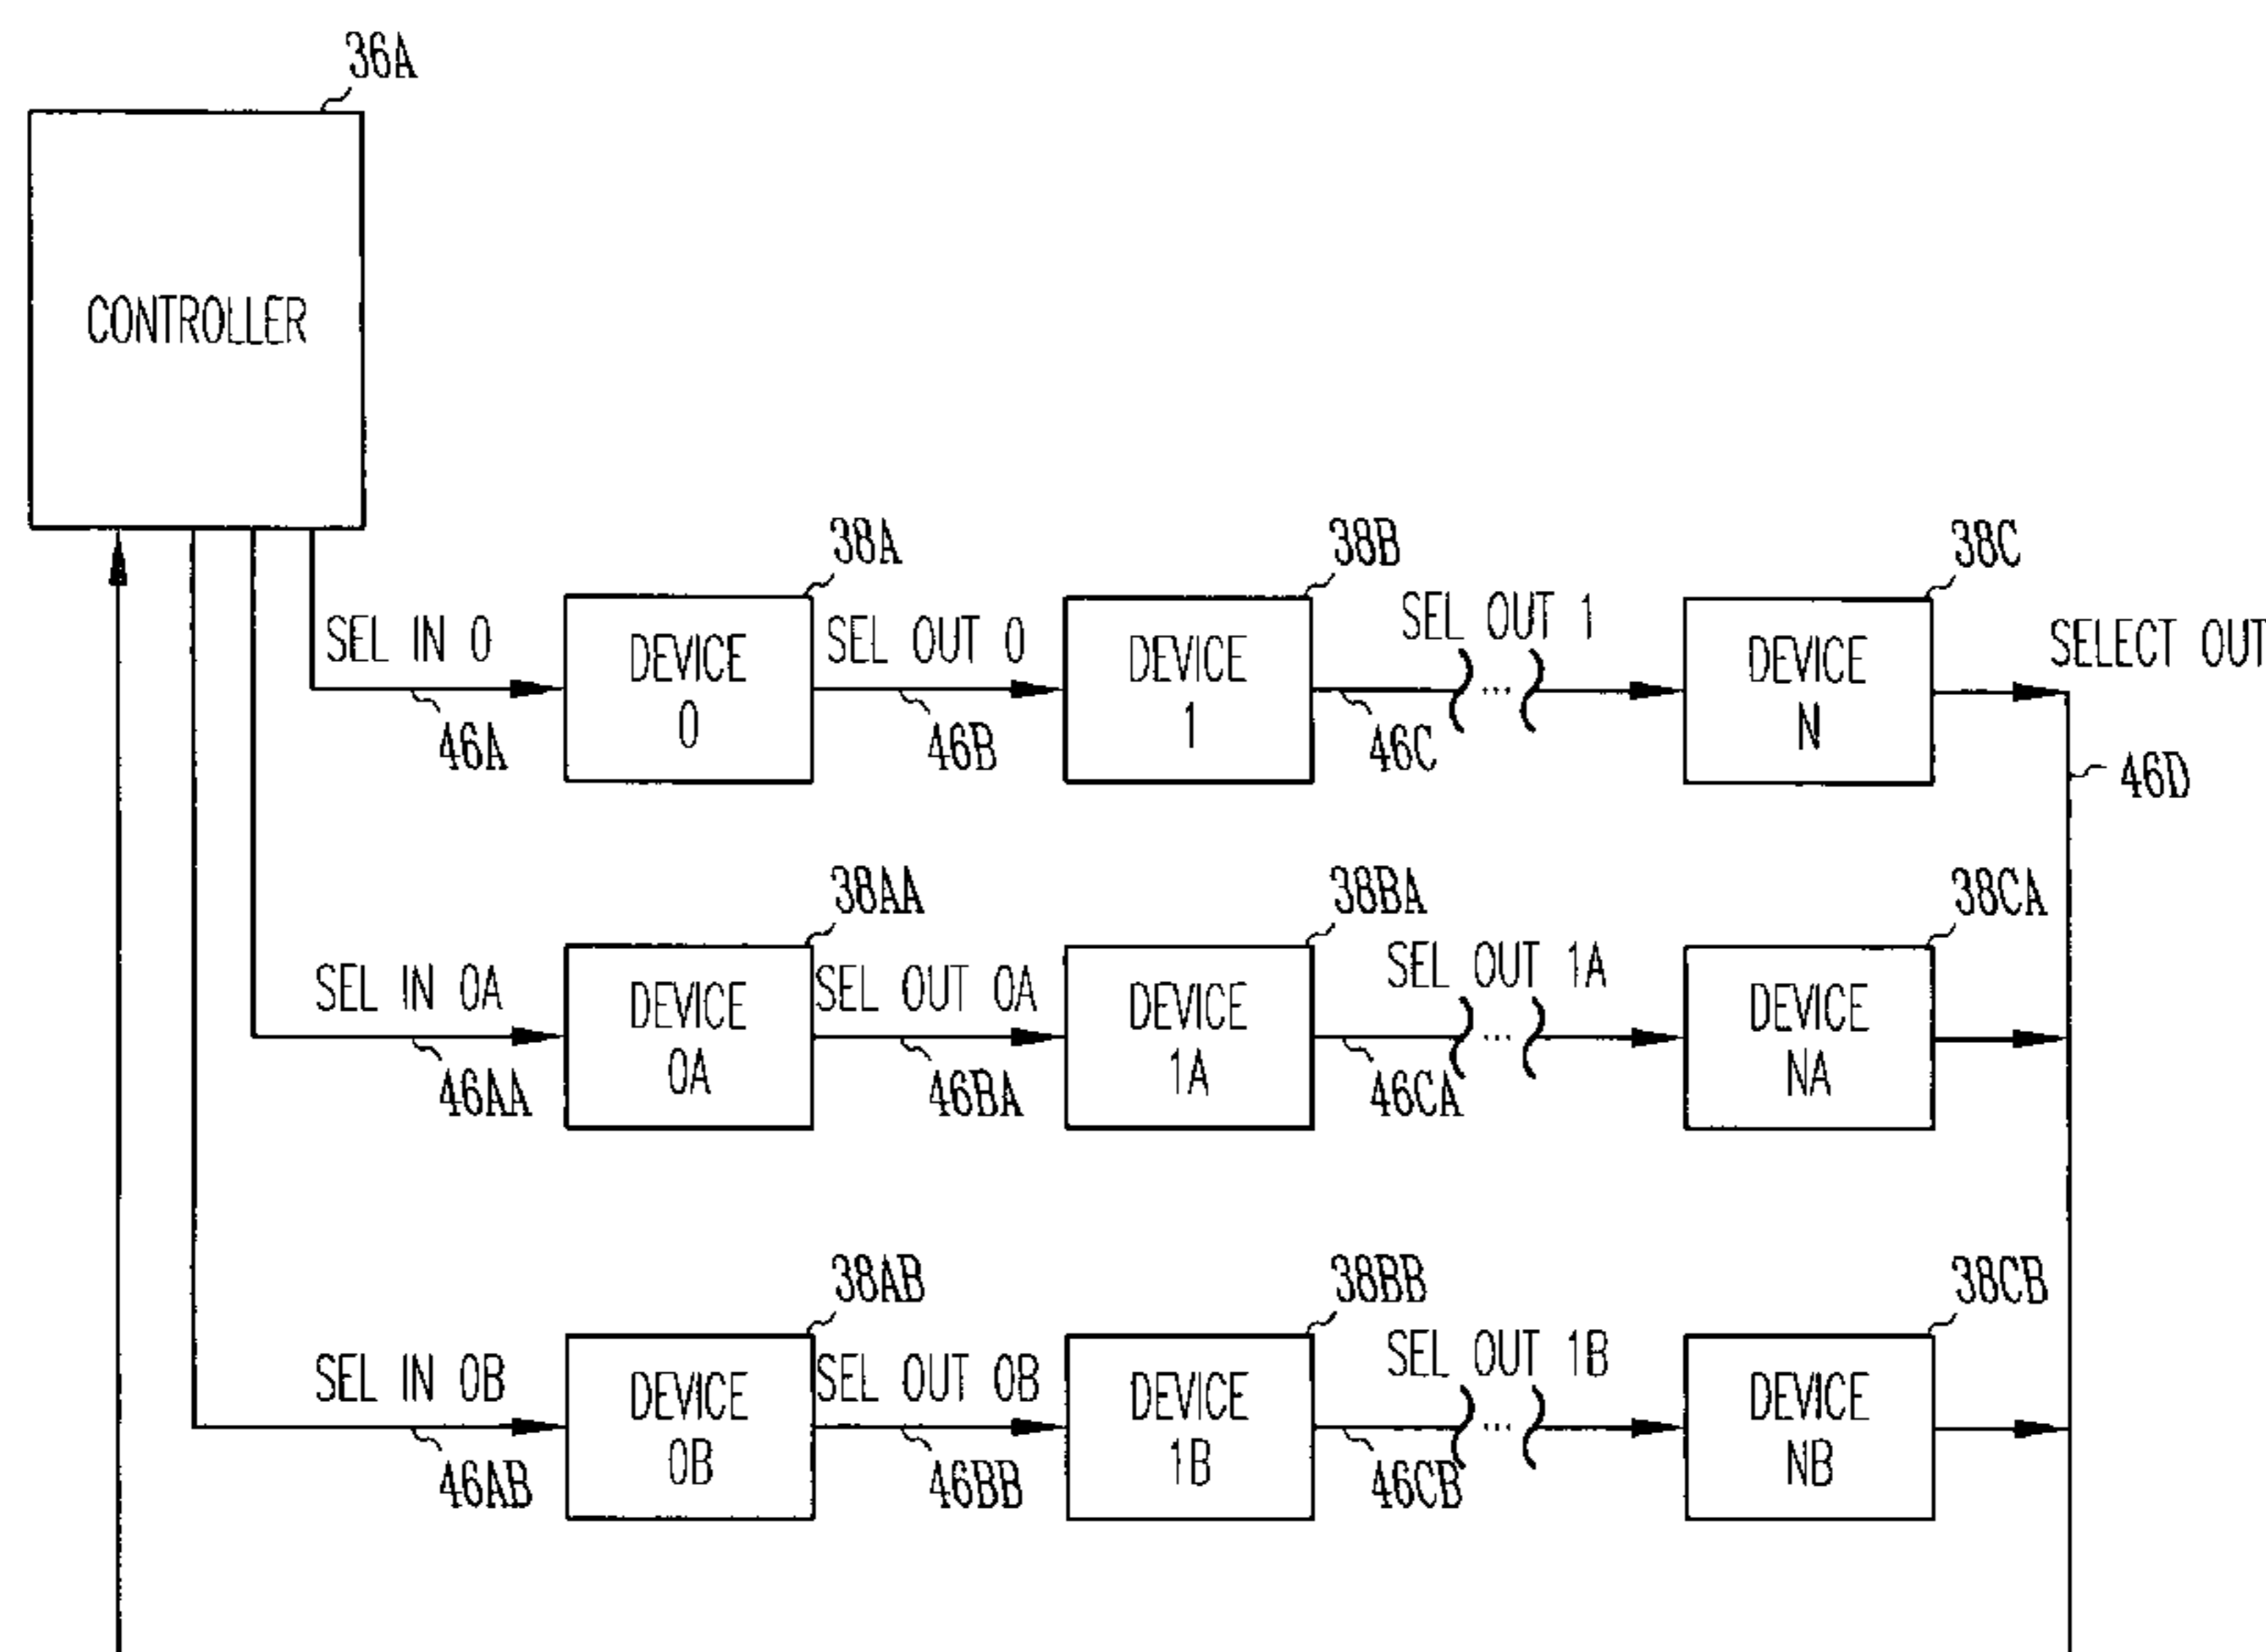 36A
CONTROLLER
38A
38B
38C
SEL IN 0
DEVICE
0
SEL OUT 0
DEVICE
1
SEL OUT 1
...
DEVICE
N
SELECT OUT
46A
46B
46C
46D
38AA
38BA
38CA
SEL IN 0A
DEVICE
0A
SEL OUT 0A
DEVICE
1A
SEL OUT 1A
...
DEVICE
NA
46AA
46BA
46CA
38AB
38BB
38CB
SEL IN 0B
DEVICE
0B
SEL OUT 0B
DEVICE
1B
SEL OUT 1B
...
DEVICE
NB
46AB
46BB
46CB